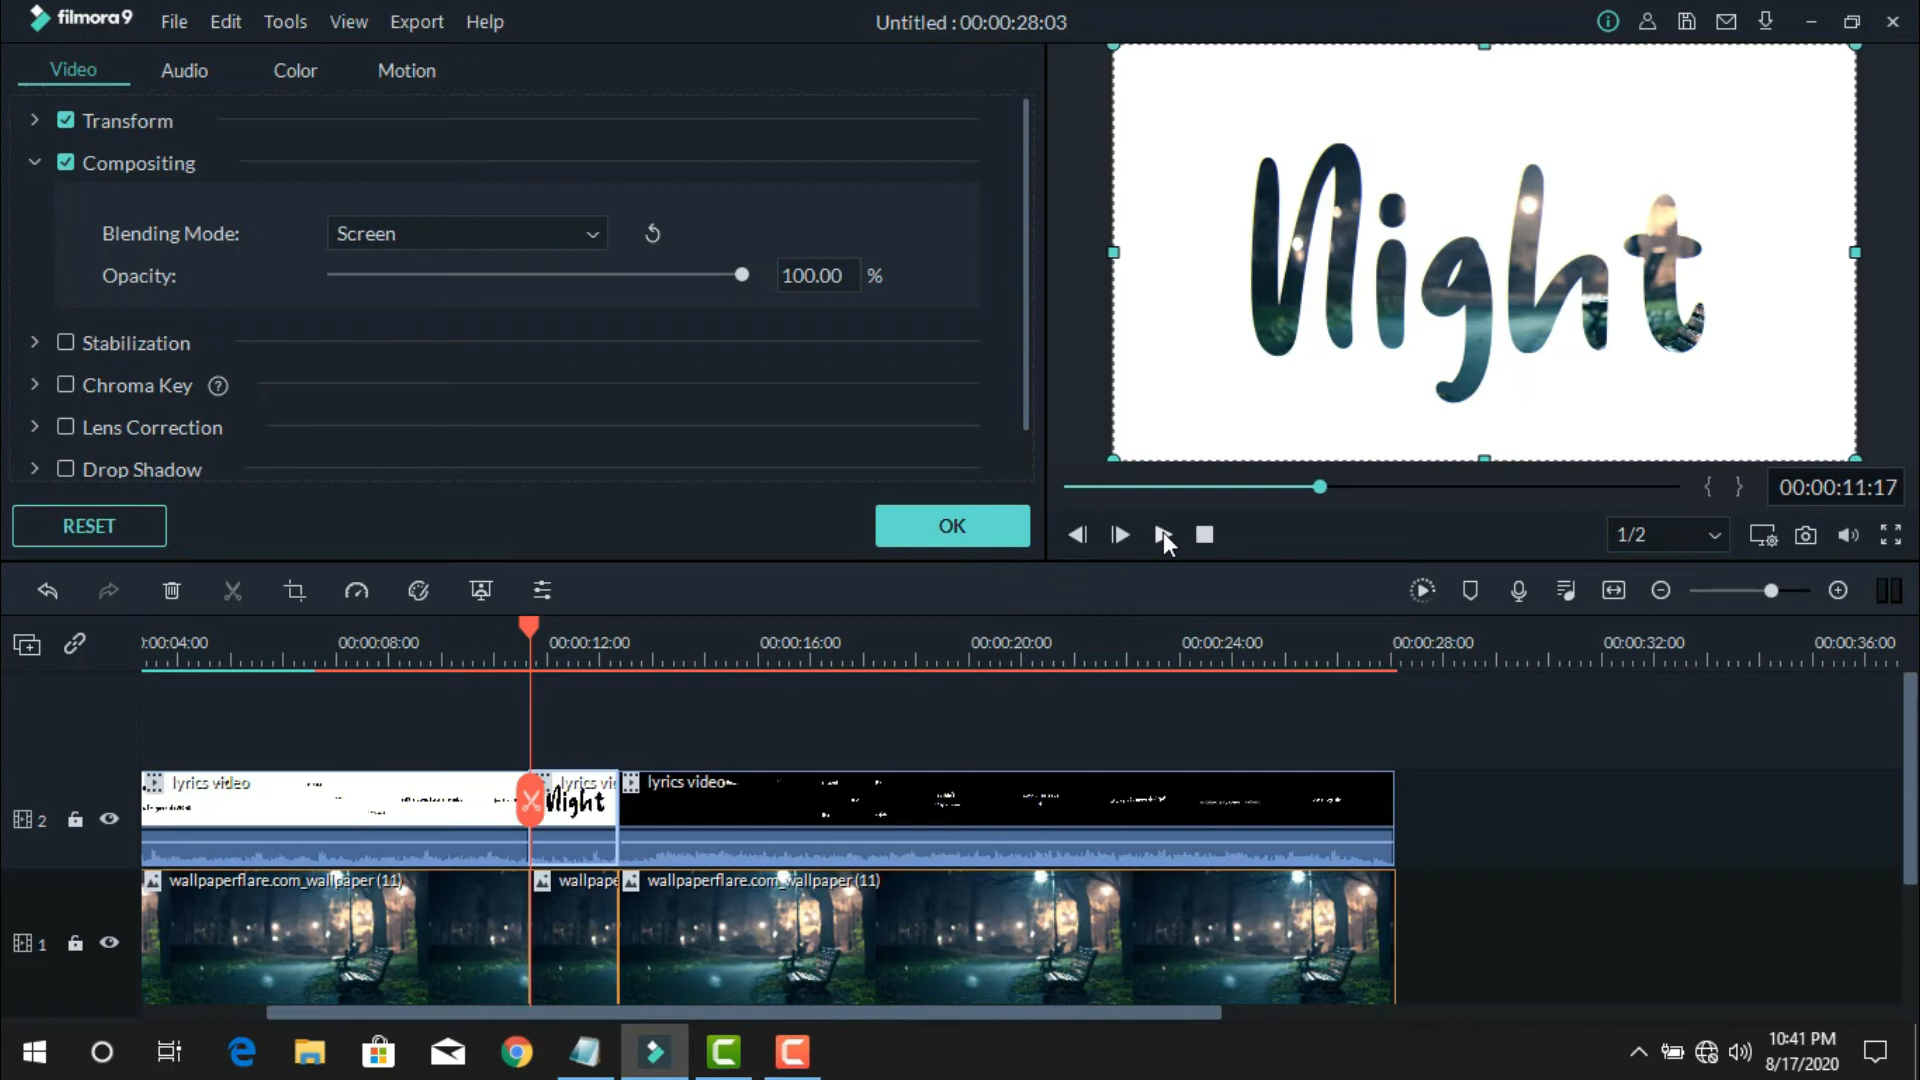 filmora9 File Edit Tools View Export Help Untitled : 00:00:28:03
Video Audio Color Motion
Transform
Compositing
Blending Mode: Screen
Opacity: 100.00 %
Stabilization
Chroma Key ?
Lens Correction
Drop Shadow
RESET OK
Night
{ } 00:00:11:17
1/2
:00:04:00 00:00:08:00 00:00:12:00 00:00:16:00 00:00:20:00 00:00:24:00 00:00:28:00 00:00:32:00 00:00:36:00
lyrics video lyrics vi lyrics video
Night
2
wallpaperflare.com_wallpaper (11) wallpape wallpaperflare.com_wallpaper (11)
1
10:41 PM
8/17/2020